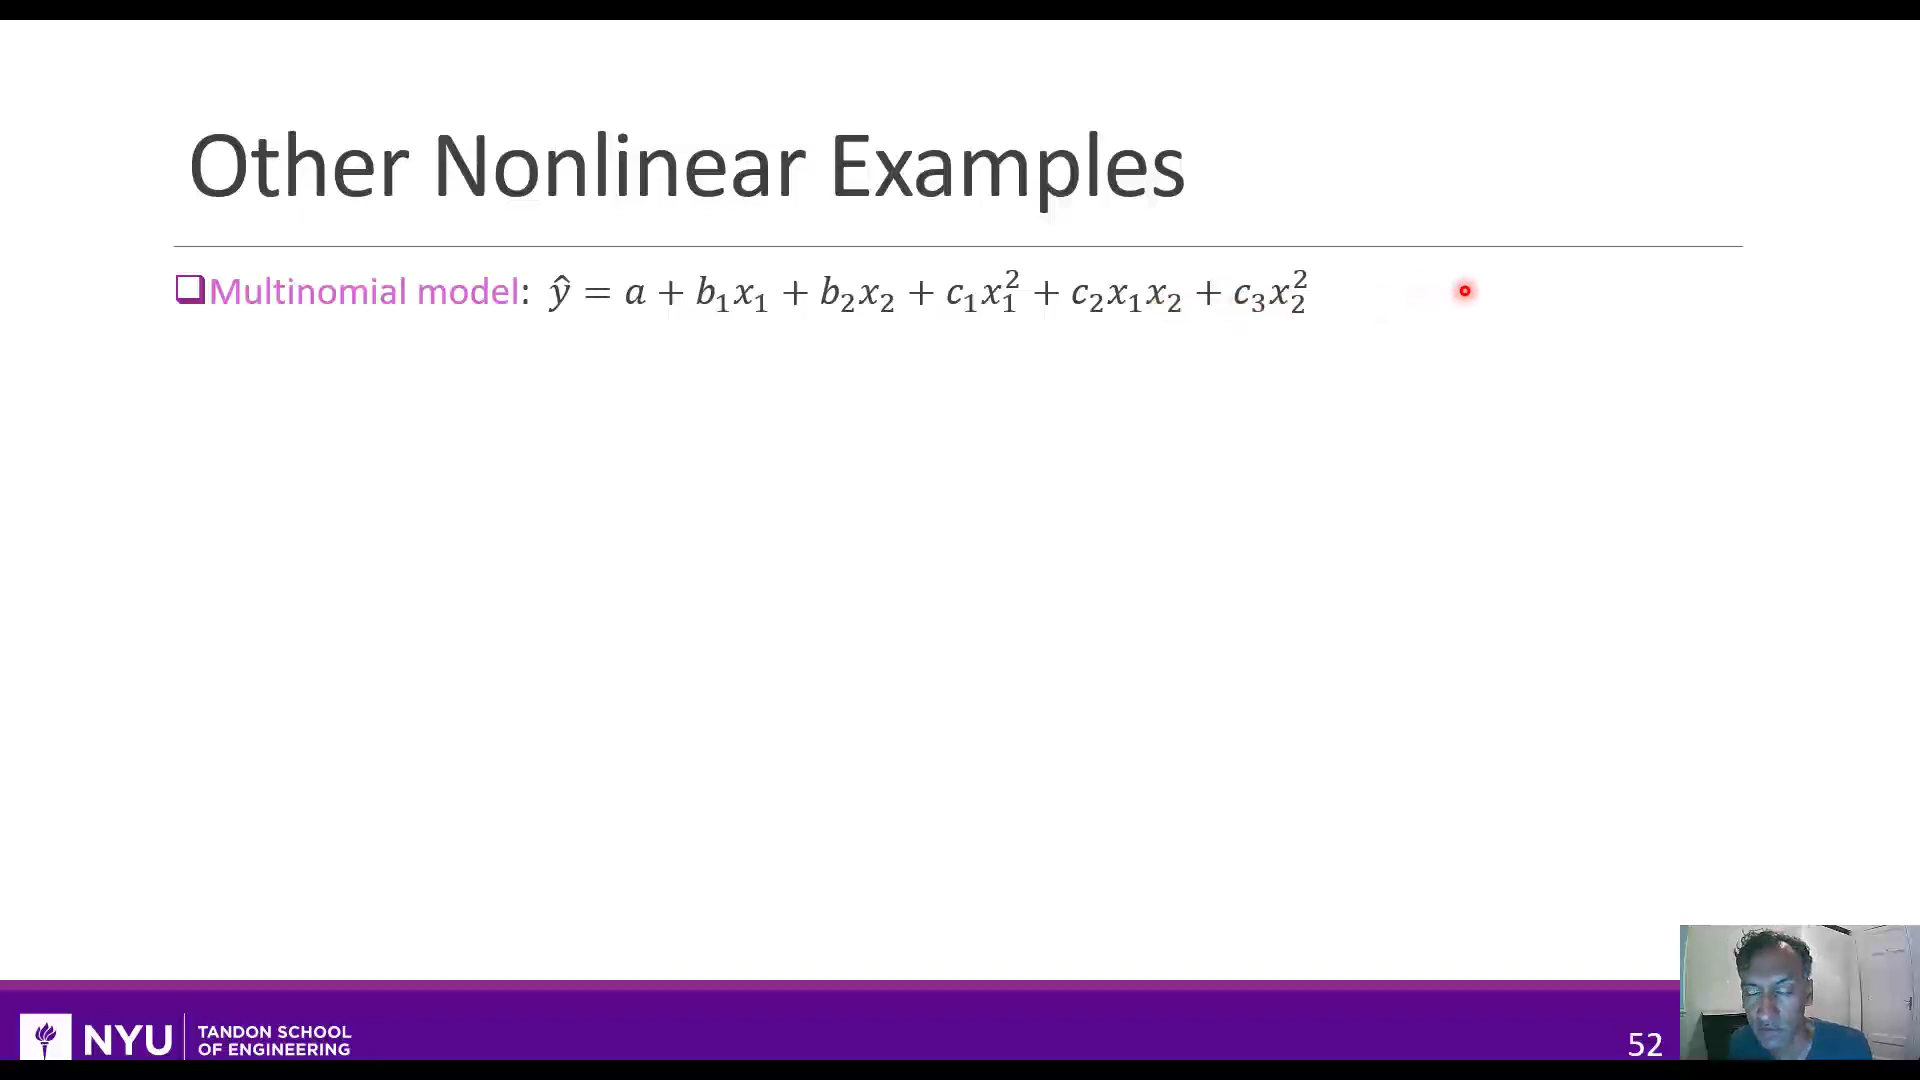 Other Nonlinear Examples
❑Multinomial model: ŷ = a + b₁x₁ + b₂x₂ + c₁x₁² + c₂x₁x₂ + c₃x₂²
NYU
TANDON SCHOOL
OF ENGINEERING
52